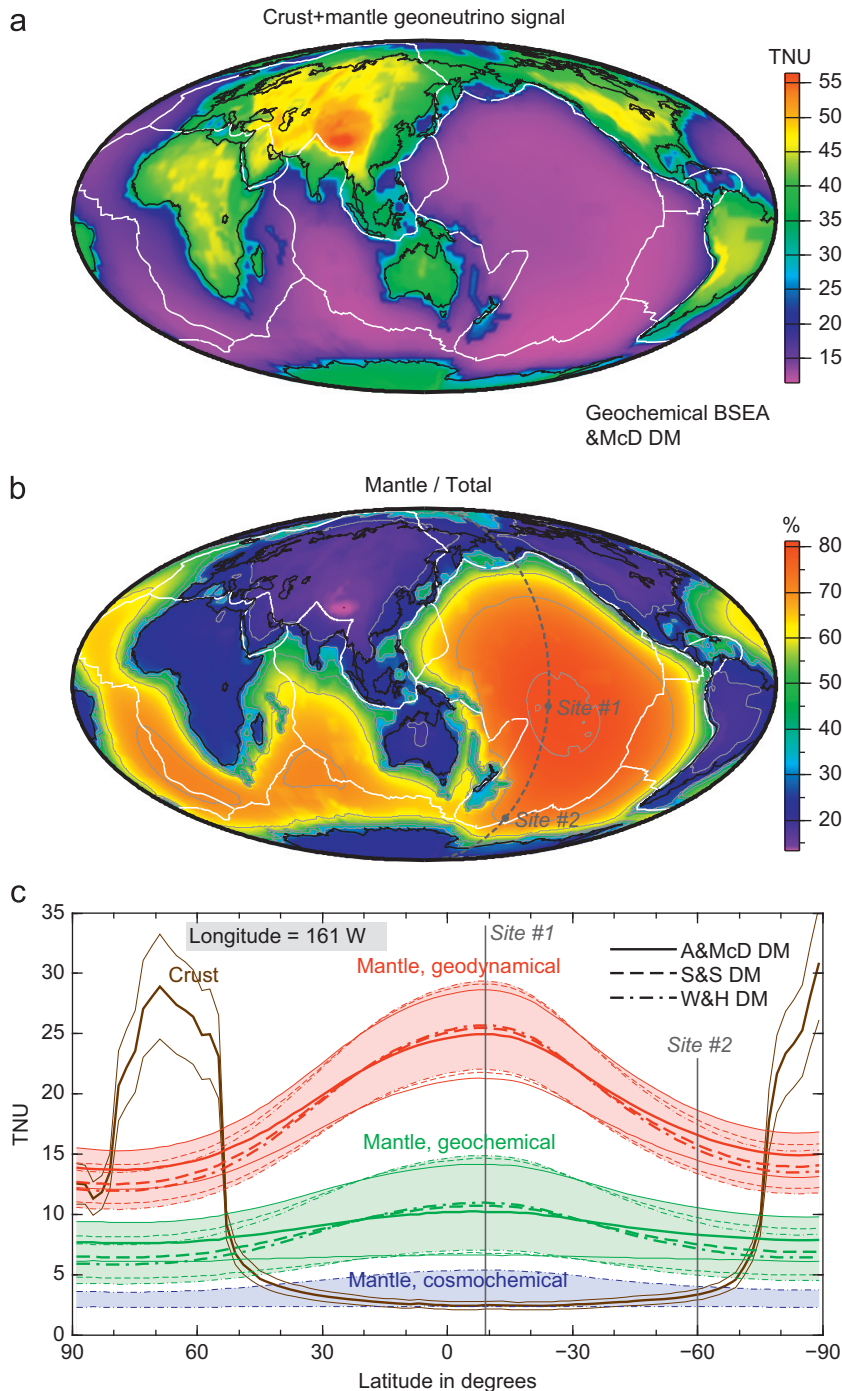 a
Crust+mantle geoneutrino signal
TNU
55
50
45
40
35
30
25
20
15
Geochemical BSEA
&McD DM
b
Mantle / Total
%
80
70
60
50
40
30
20
Site #1
Site #2
c
35
30
25
20
15
10
5
0
TNU
Longitude = 161 W
Site #1
A&McD DM
S&S DM
W&H DM
Crust
Mantle, geodynamical
Site #2
Mantle, geochemical
Mantle, cosmochemical
90 60 30 0 −30 −60 −90
Latitude in degrees